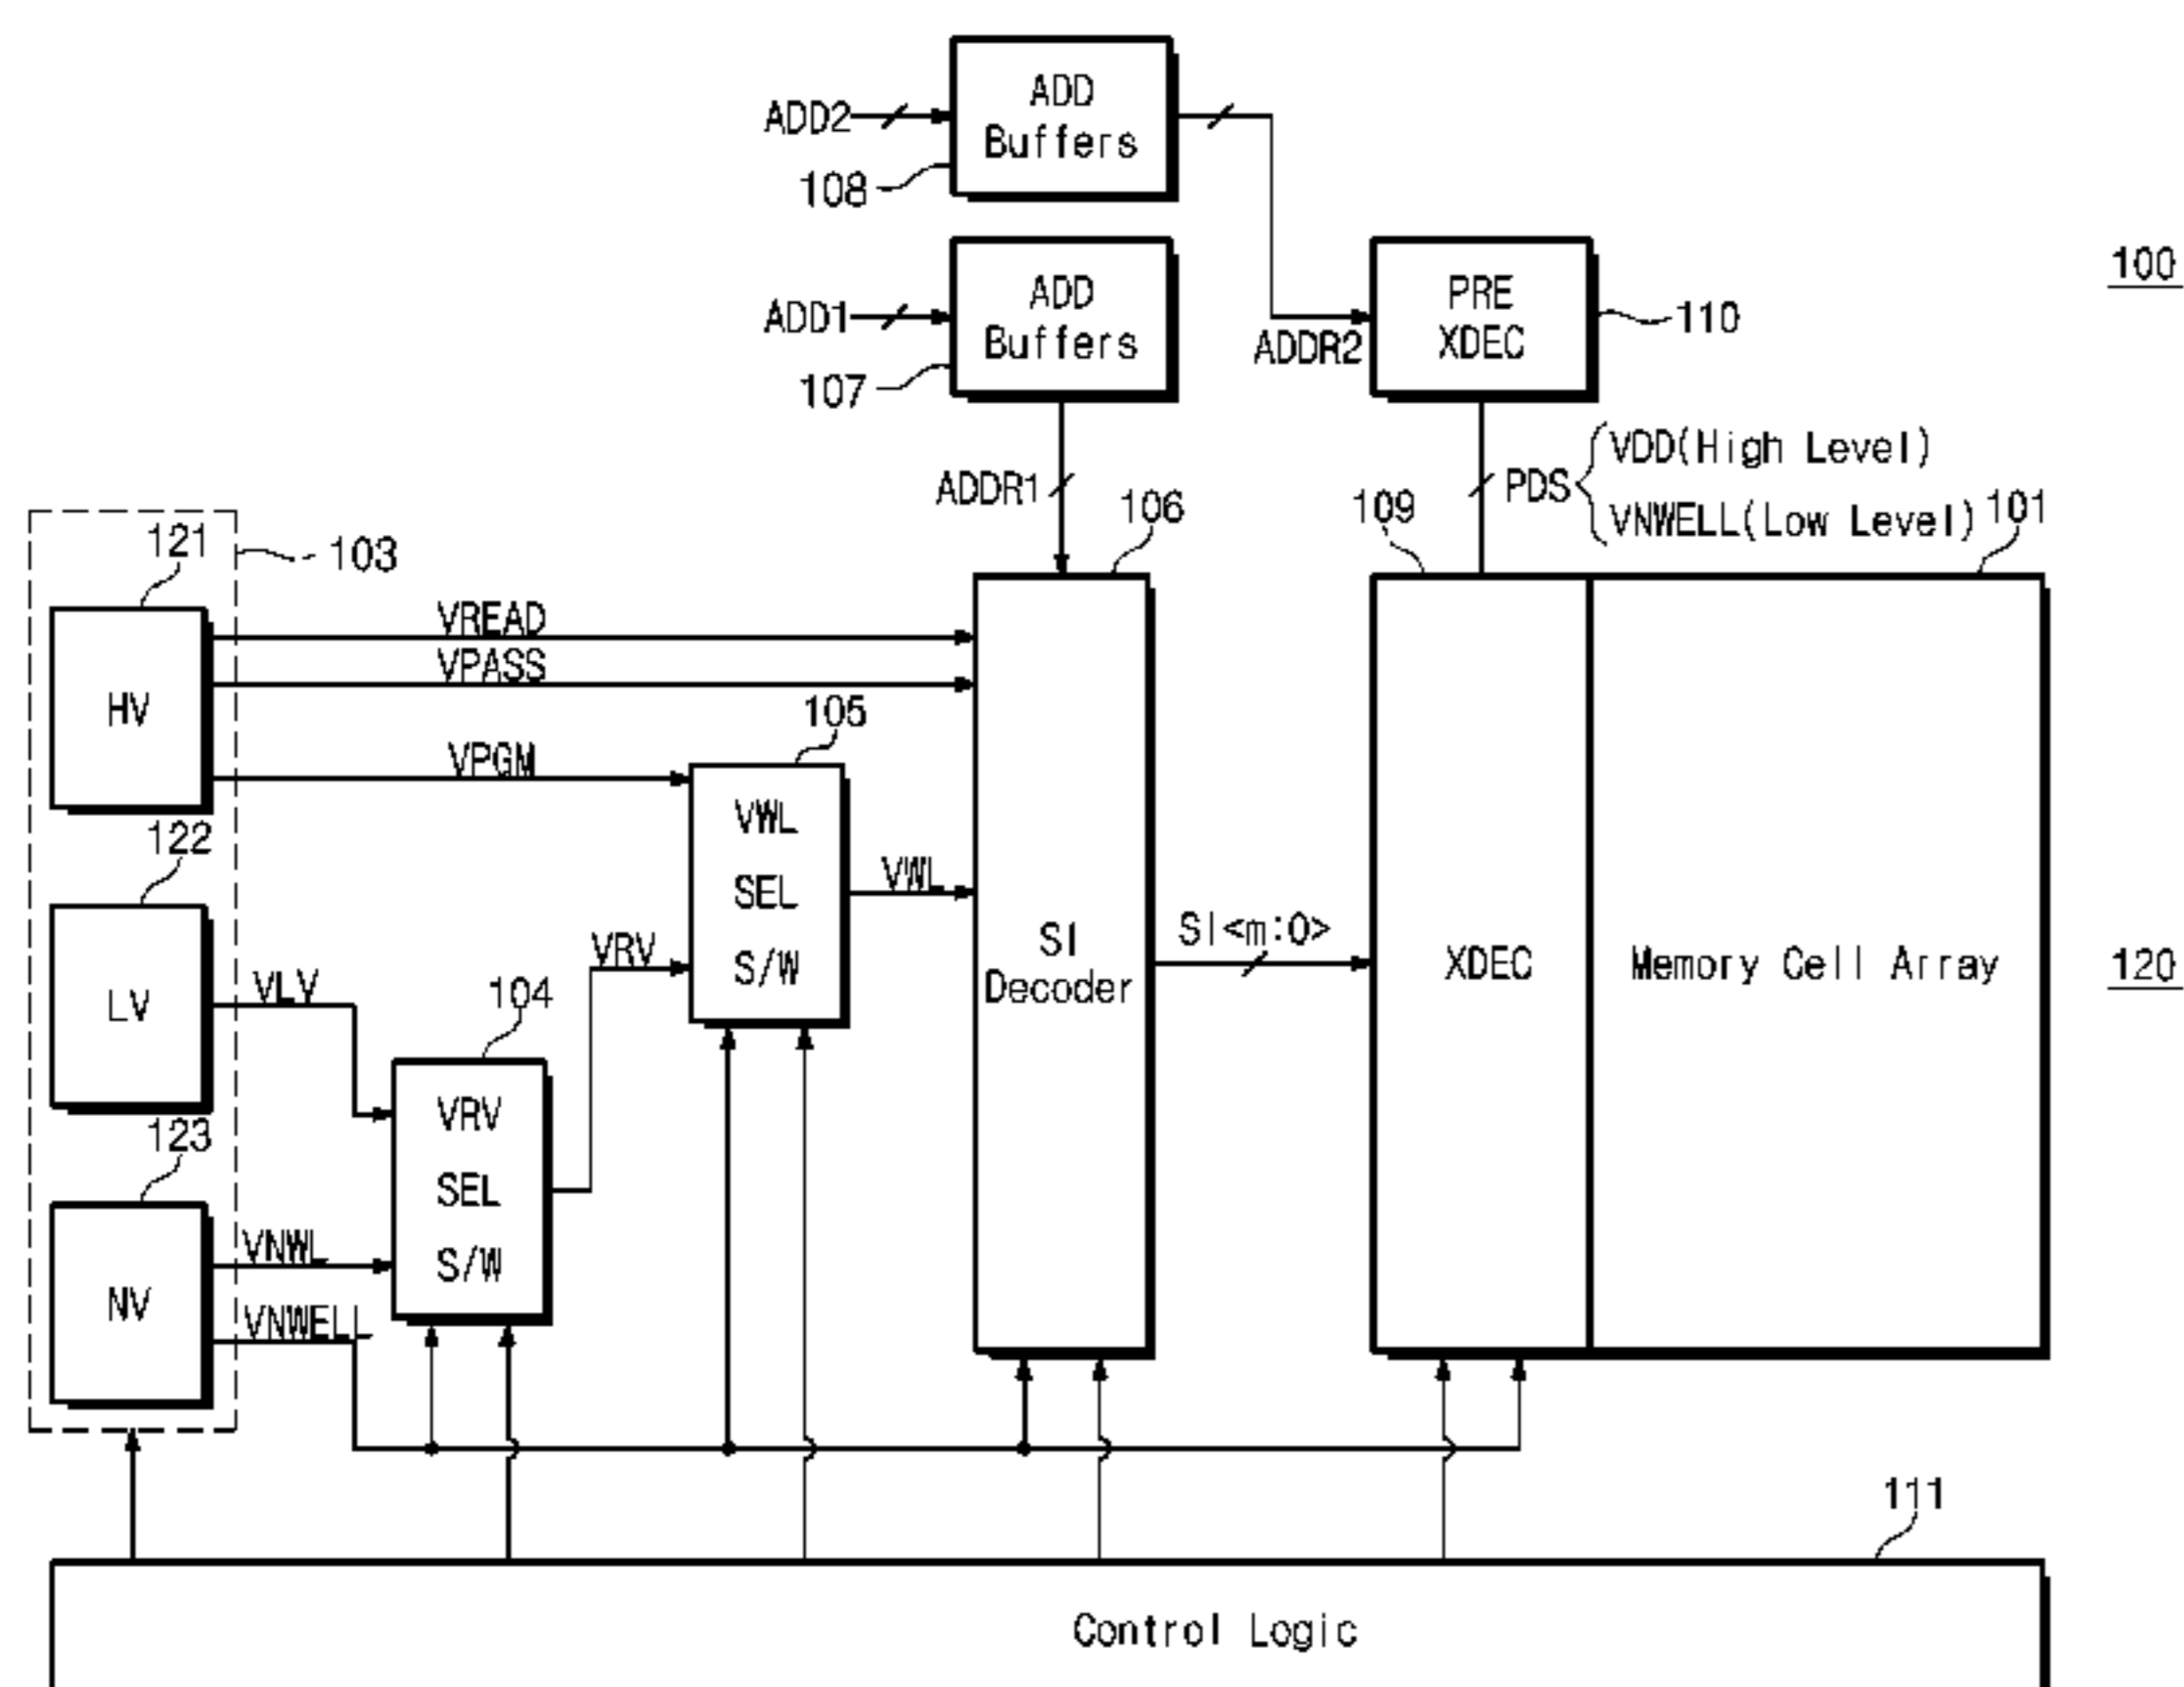 ADD2
ADD
Buffers
108
ADD1
ADD
Buffers
107
ADDR2
PRE
XDEC
110
100
ADDR1
PDS
VDD(High Level)
VNWELL(Low Level)
106
109
101
121
103
HV
VREAD
VPASS
VPGM
105
VWL
SEL
S/W
VWL
122
LV
VLV
104
VRV
VRV
SEL
S/W
123
NV
VNWL
VNWELL
SI
Decoder
SI<m:0>
XDEC
Memory Cell Array
120
111
Control Logic